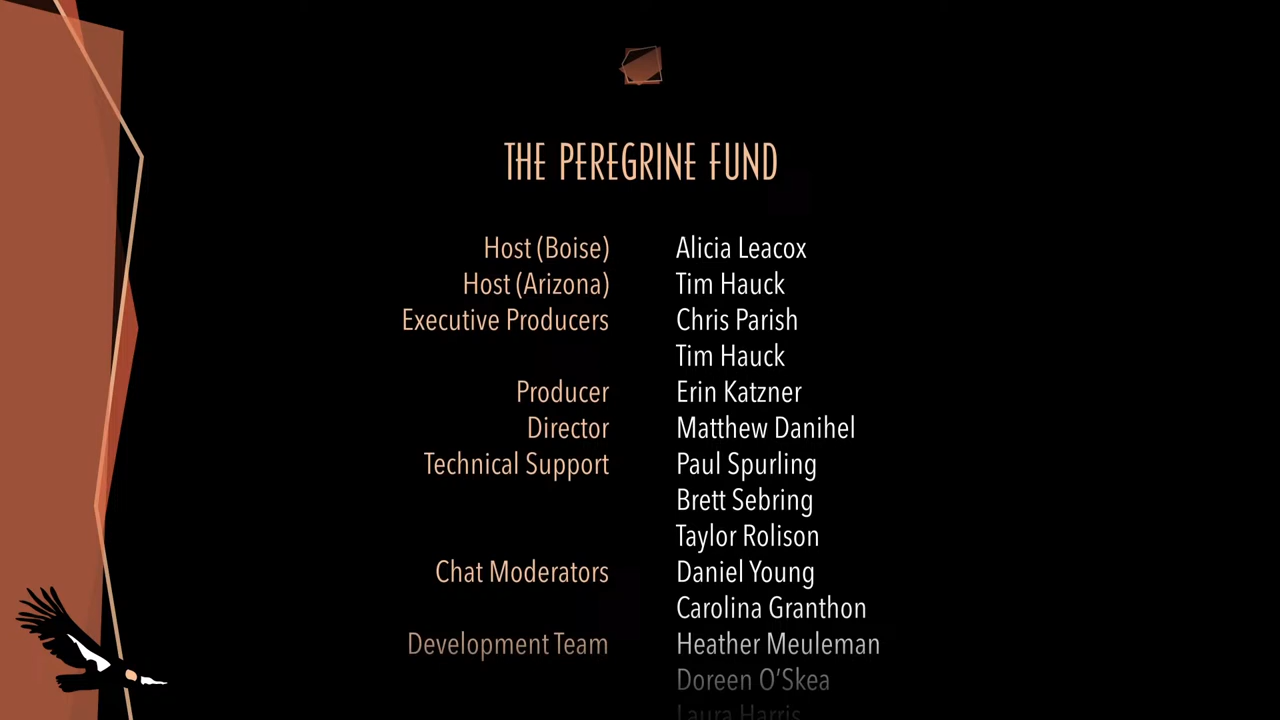 THE PEREGRINE FUND
Host (Boise) Alicia Leacox
Host (Arizona) Tim Hauck
Executive Producers Chris Parish
Tim Hauck
Producer Erin Katzner
Director Matthew Danihel
Technical Support Paul Spurling
Brett Sebring
Taylor Rolison
Chat Moderators Daniel Young
Carolina Granthon
Development Team Heather Meuleman
Doreen O’Skea
Laura Harris